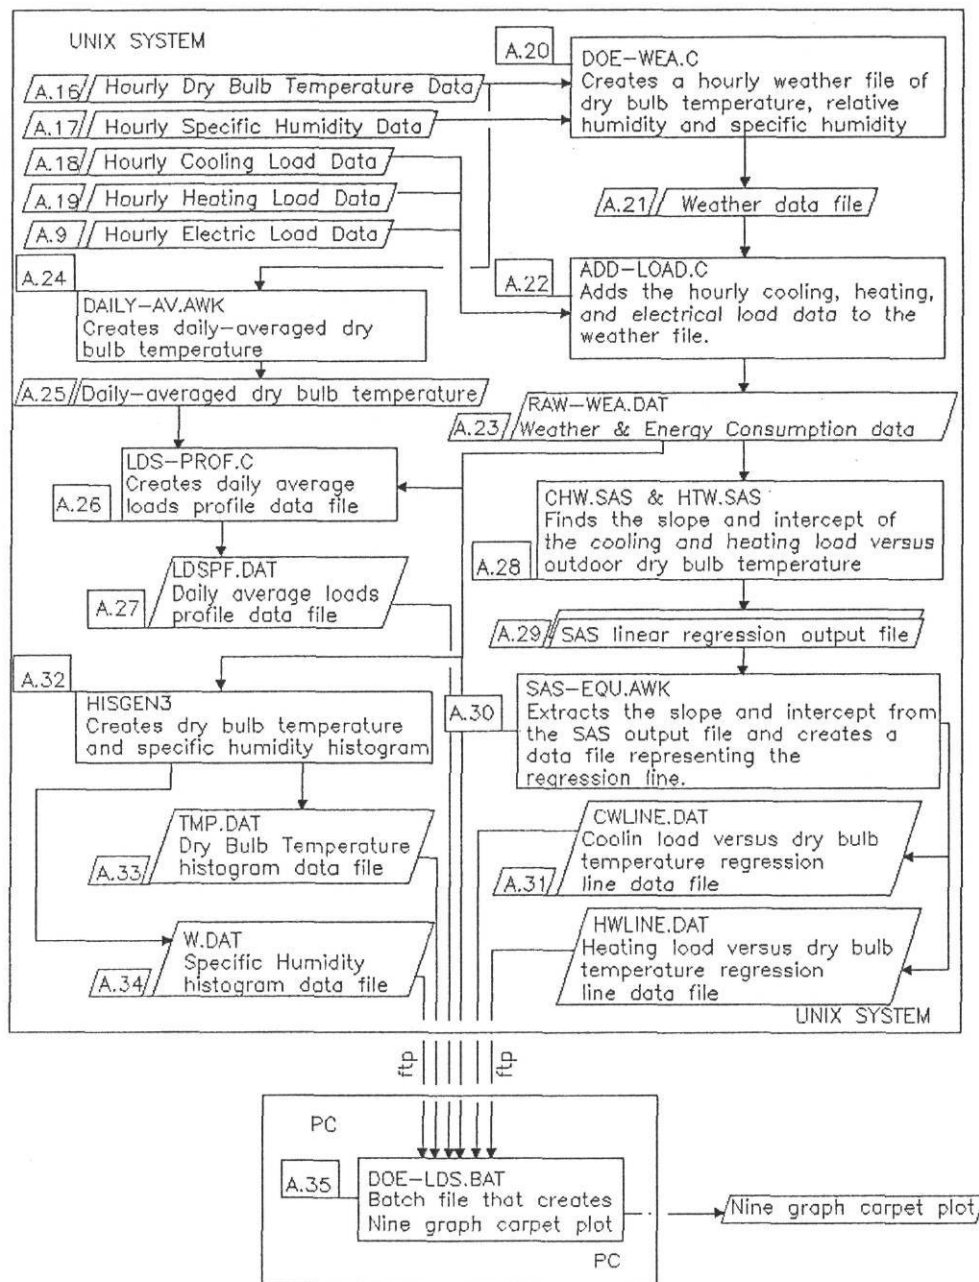 UNIX SYSTEM
A.20
DOE-WEA.C
Creates a hourly weather file of
dry bulb temperature, relative
humidity and specific humidity
A.16 Hourly Dry Bulb Temperature Data
A.17 Hourly Specific Humidity Data
A.18 Hourly Cooling Load Data
A.19 Hourly Heating Load Data
A.9 Hourly Electric Load Data
A.21 Weather data file
A.22
ADD-LOAD.C
Adds the hourly cooling, heating,
and electrical load data to the
weather file.
A.24
DAILY-AV.AWK
Creates daily-averaged dry
bulb temperature
A.25 Daily-averaged dry bulb temperature
A.23
RAW-WEA.DAT
Weather & Energy Consumption data
A.26
LDS-PROF.C
Creates daily average
loads profile data file
A.28
CHW.SAS & HTW.SAS
Finds the slope and intercept of
the cooling and heating load versus
outdoor dry bulb temperature
A.27
LDSPF.DAT
Daily average loads
profile data file
A.29 SAS linear regression output file
A.32
HISGEN3
Creates dry bulb temperature
and specific humidity histogram
A.30
SAS-EQU.AWK
Extracts the slope and intercept from
the SAS output file and creates a
data file representing the
regression line.
A.33
TMP.DAT
Dry Bulb Temperature
histogram data file
A.31
CWLINE.DAT
Coolin load versus dry bulb
temperature regression
line data file
A.34
W.DAT
Specific Humidity
histogram data file
HWLINE.DAT
Heating load versus dry bulb
temperature regression
line data file
UNIX SYSTEM
ftp
ftp
PC
A.35
DOE-LDS.BAT
Batch file that creates
Nine graph carpet plot
Nine graph carpet plot
PC